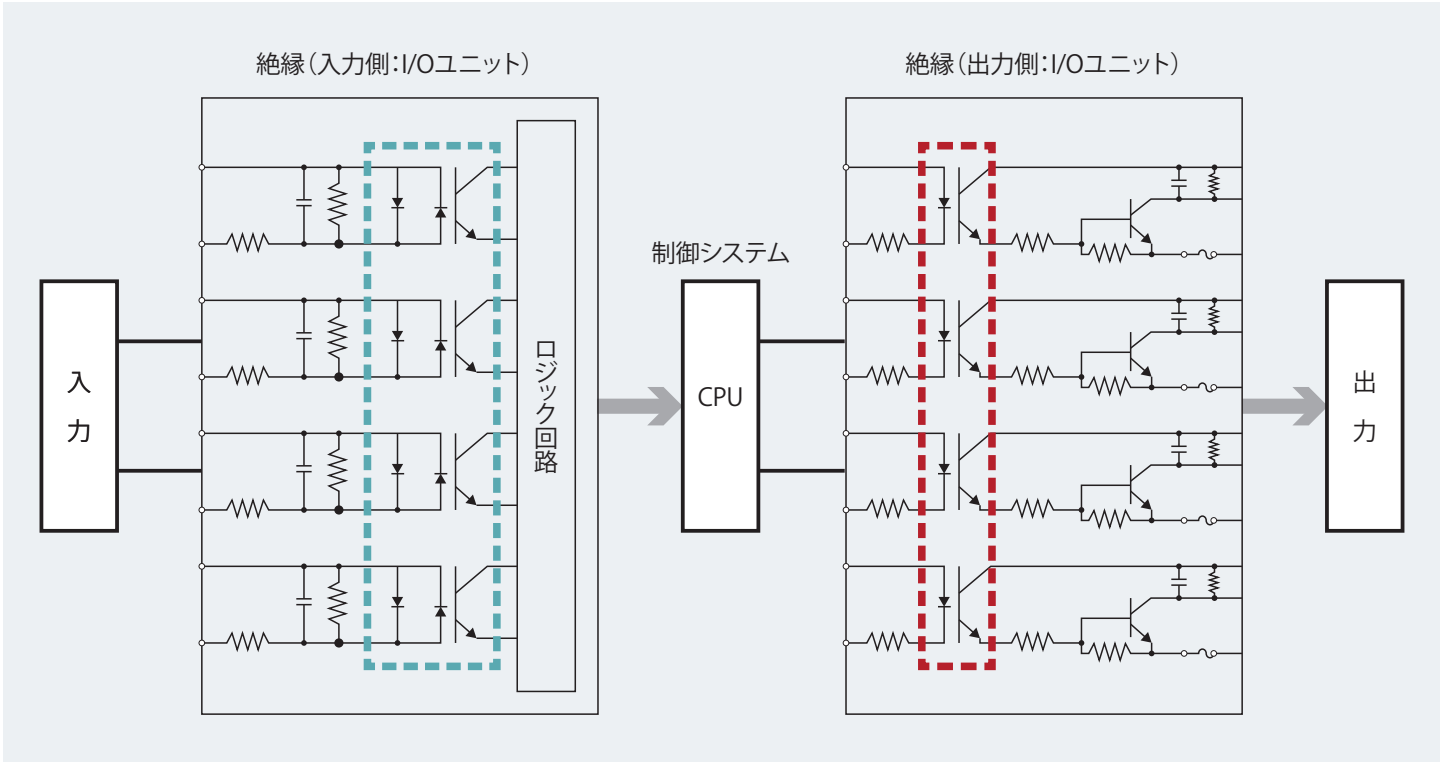 絶縁（入力側：I/Oユニット）
絶縁（出力側：I/Oユニット）
制御システム
入力
ロジック回路
CPU
出力